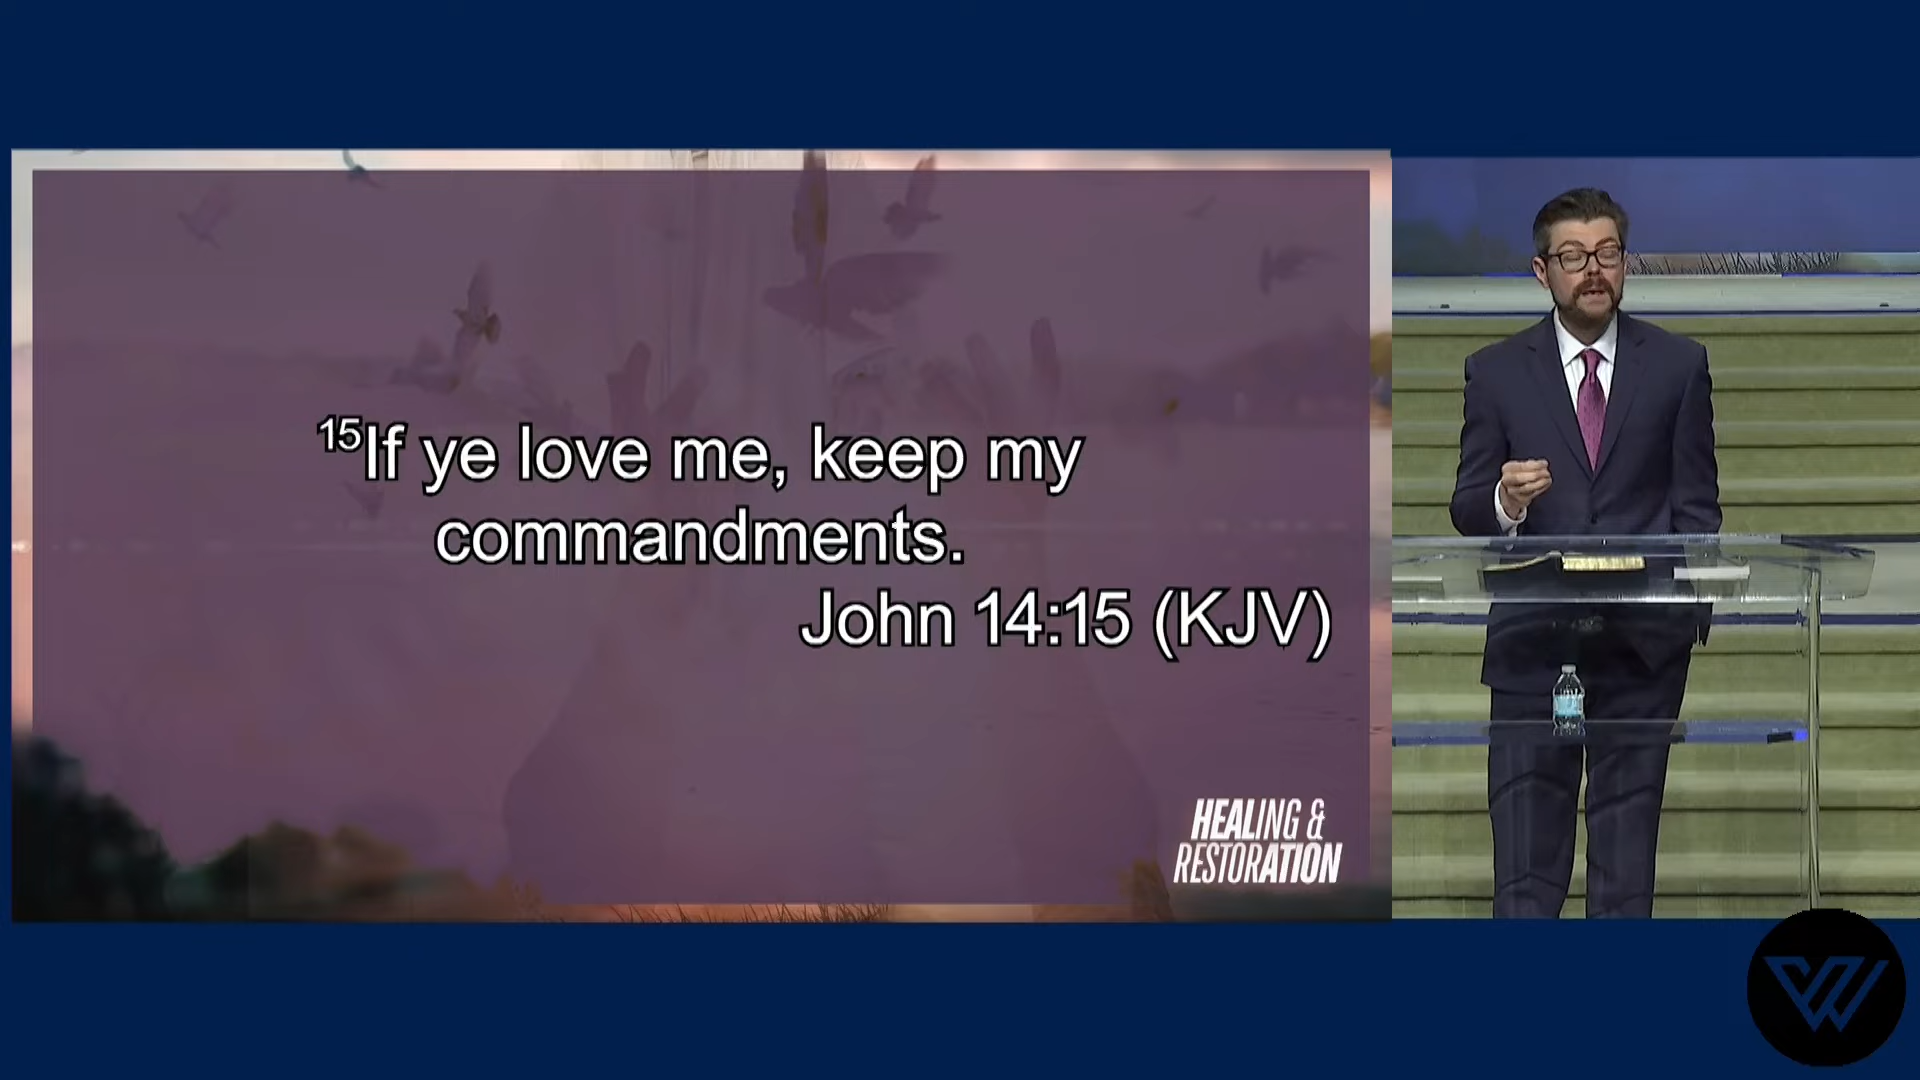 ¹⁵If ye love me, keep my
commandments.
John 14:15 (KJV)
HEALING &
RESTORATION